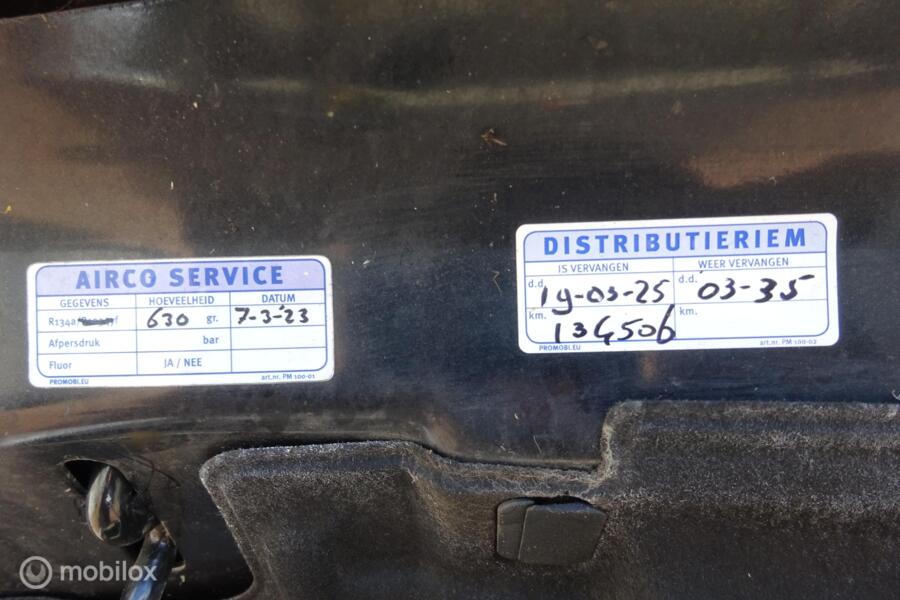 AIRCO SERVICE
GEGEVENS HOEVEELHEID DATUM
R134a/ 630 gr. 7-3-'23
Afpersdruk bar
Fluor JA / NEE
PROMOBI.EU art.nr. PM 100-01
DISTRIBUTIERIEM
IS VERVANGEN WEER VERVANGEN
d.d. 19-03-25 d.d. 03-35
km. 134506 km.
PROMOBI.EU art.nr. PM 100-02
mobilox